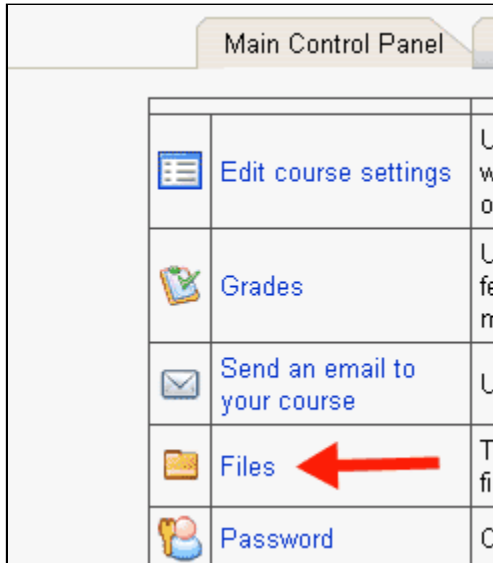 Main Control Panel
Edit course settings
Grades
Send an email to
your course
Files
Password